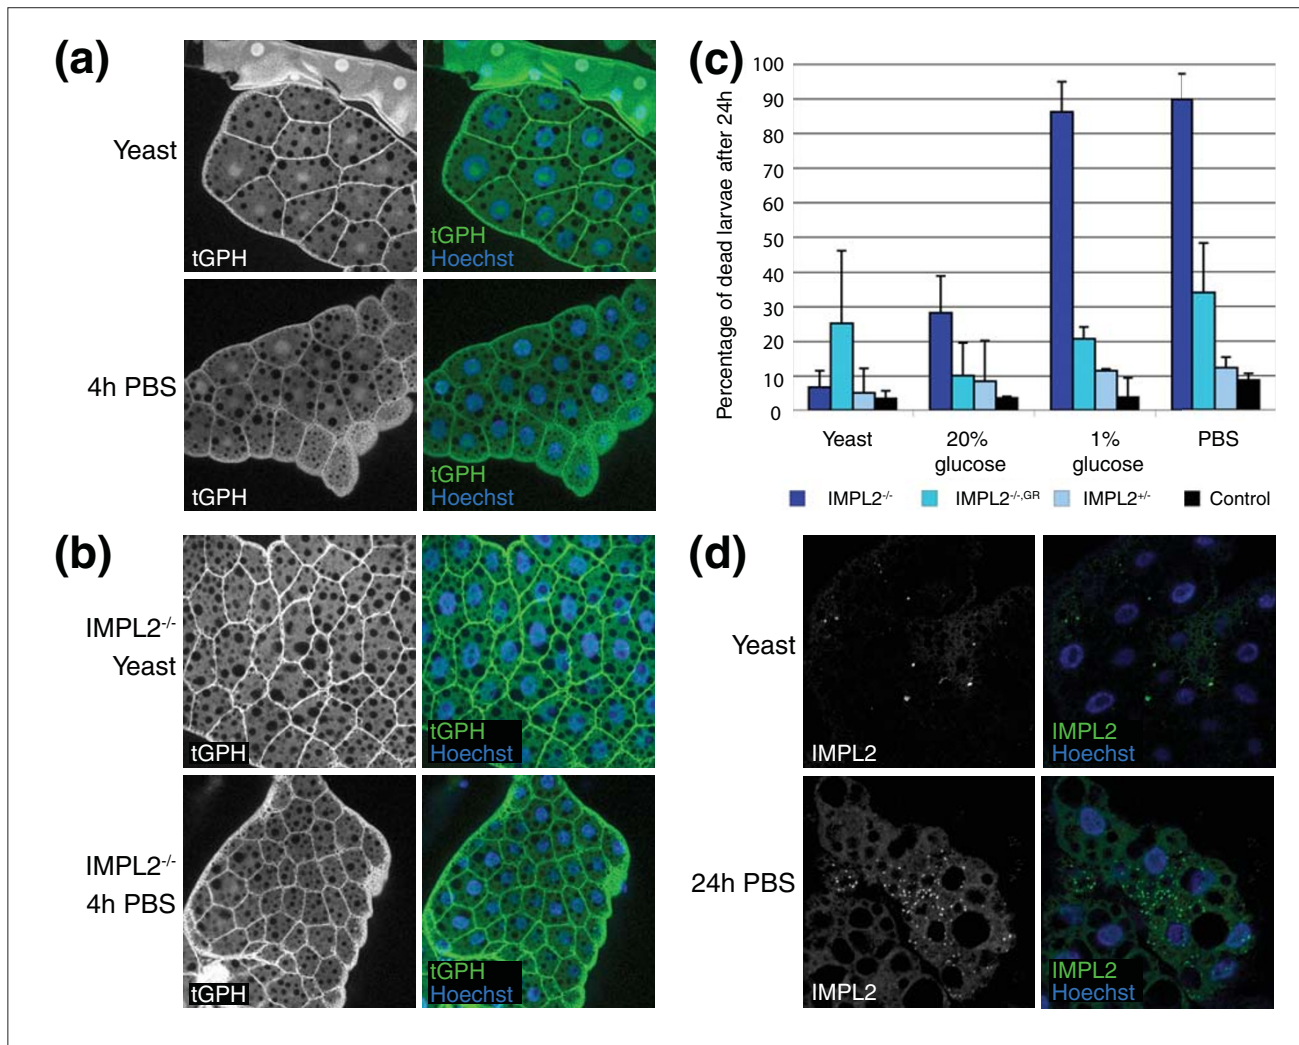 (a)
Yeast
tGPH
tGPH
Hoechst
4h PBS
tGPH
tGPH
Hoechst
(b)
IMPL2-/-
Yeast
tGPH
tGPH
Hoechst
IMPL2-/-
4h PBS
tGPH
tGPH
Hoechst
(c)
Percentage of dead larvae after 24h
100
90
80
70
60
50
40
30
20
10
0
Yeast
20%
glucose
1%
glucose
PBS
IMPL2-/-
IMPL2-/-,GR
IMPL2+/-
Control
(d)
Yeast
IMPL2
IMPL2
Hoechst
24h PBS
IMPL2
IMPL2
Hoechst